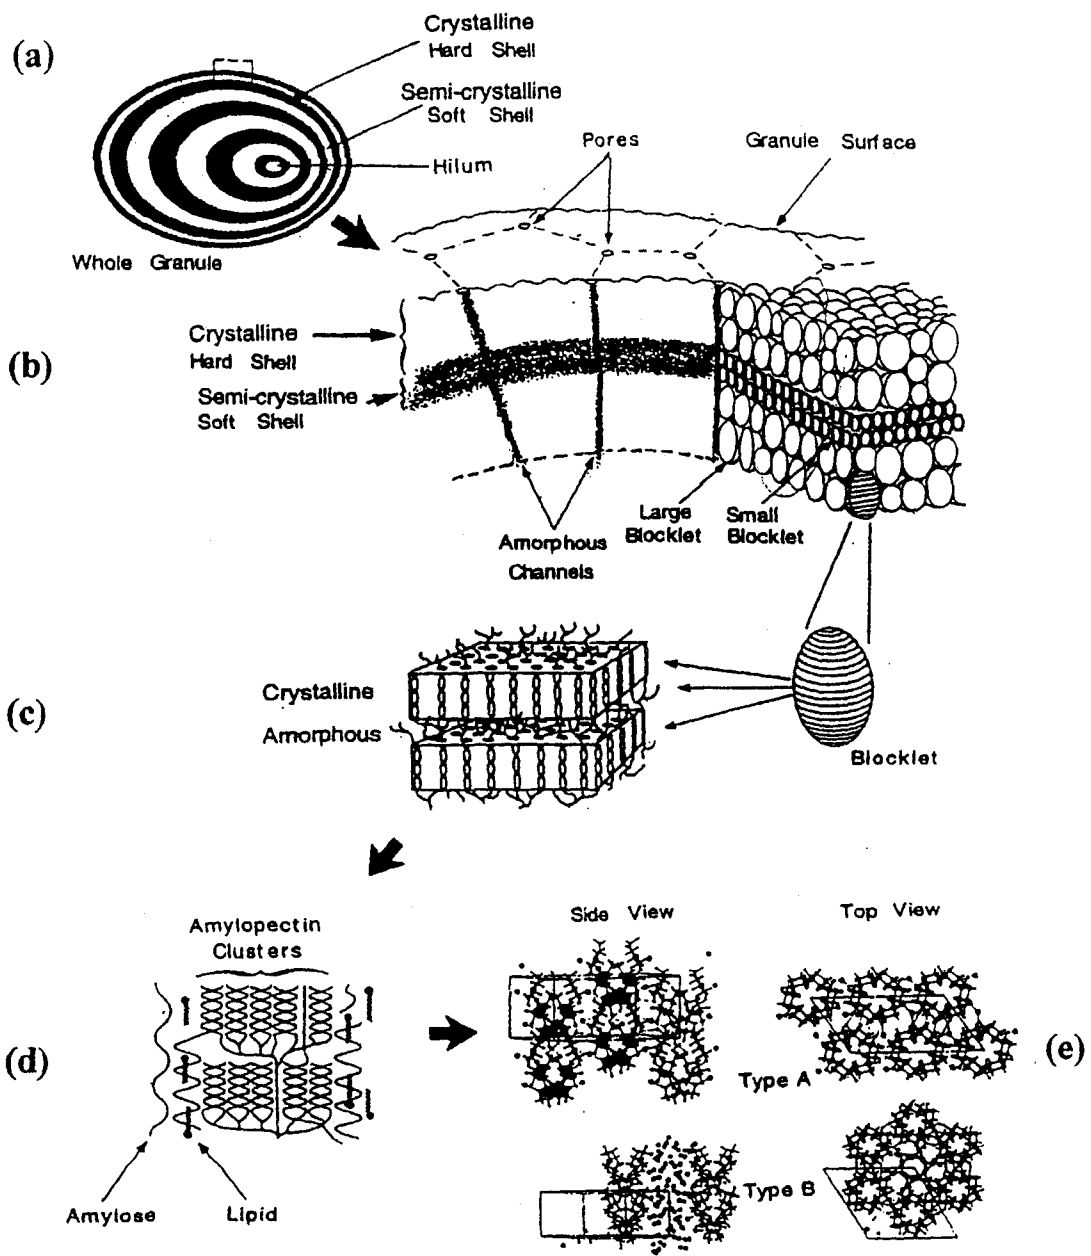 (a)
Crystalline
Hard Shell
Semi-crystalline
Soft Shell
Hilum
Whole Granule
Pores
Granule Surface
(b)
Crystalline
Hard Shell
Semi-crystalline
Soft Shell
Amorphous
Channels
Large
Blocklet
Small
Blocklet
(c)
Crystalline
Amorphous
Blocklet
(d)
Amylopectin
Clusters
Amylose
Lipid
Side View
Top View
(e)
Type A
Type B